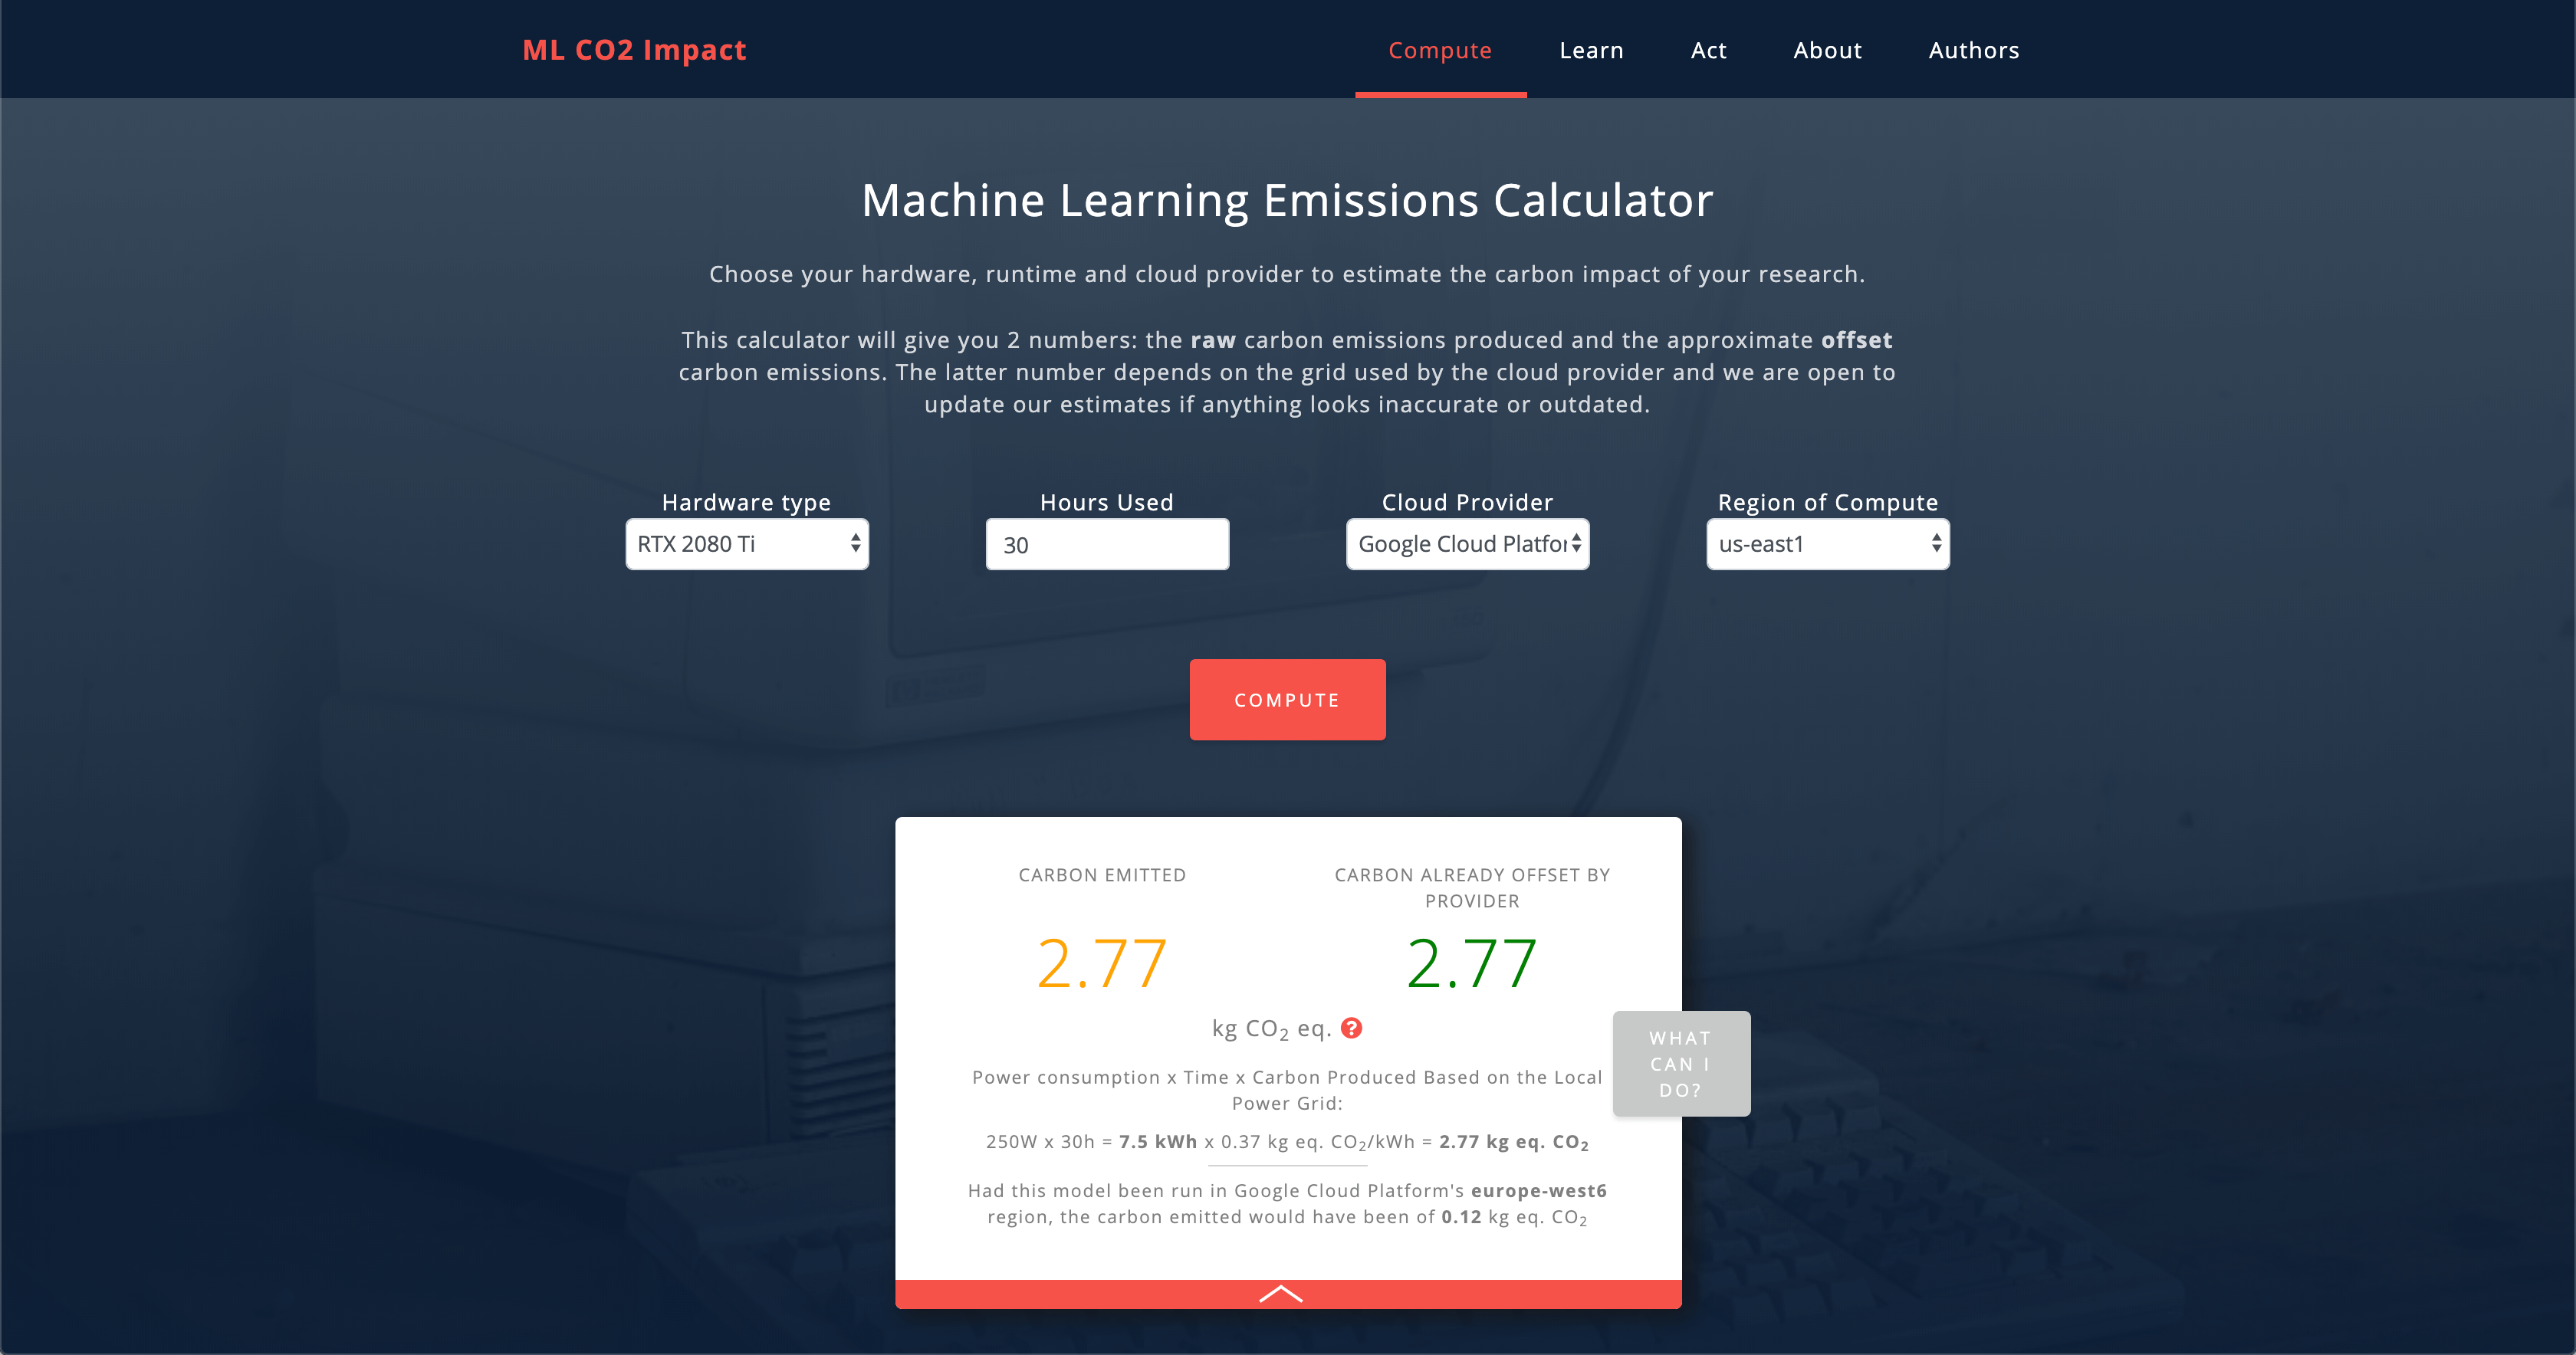 ML CO2 Impact
Compute Learn Act About Authors
Machine Learning Emissions Calculator
Choose your hardware, runtime and cloud provider to estimate the carbon impact of your research.
This calculator will give you 2 numbers: the raw carbon emissions produced and the approximate offset
carbon emissions. The latter number depends on the grid used by the cloud provider and we are open to
update our estimates if anything looks inaccurate or outdated.
Hardware type Hours Used Cloud Provider Region of Compute
RTX 2080 Ti 30 Google Cloud Platfor us-east1
COMPUTE
CARBON EMITTED
2.77
CARBON ALREADY OFFSET BY
PROVIDER
2.77
kg CO₂ eq. ?
Power consumption x Time x Carbon Produced Based on the Local
Power Grid:
250W x 30h = 7.5 kWh x 0.37 kg eq. CO₂/kWh = 2.77 kg eq. CO₂
Had this model been run in Google Cloud Platform's europe-west6
region, the carbon emitted would have been of 0.12 kg eq. CO₂
WHAT
CAN I
DO?